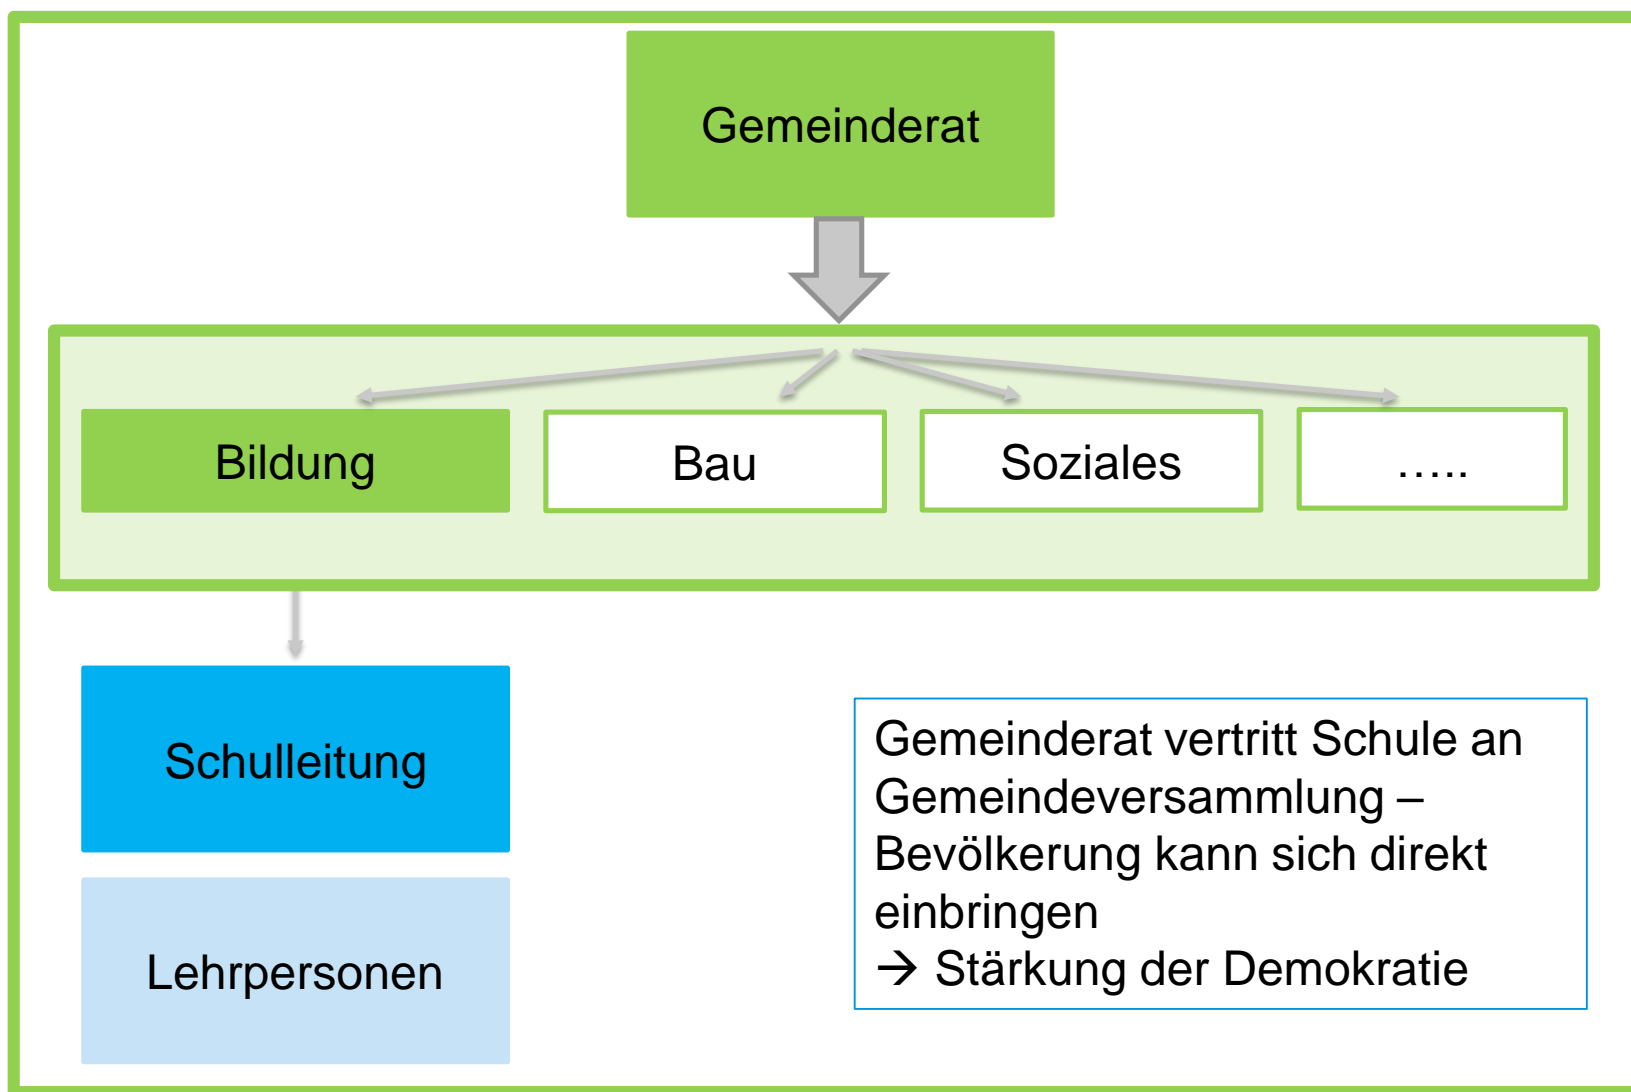 Gemeinderat
Bildung
Bau
Soziales
…..
Schulleitung
Lehrpersonen
Gemeinderat vertritt Schule an
Gemeindeversammlung –
Bevölkerung kann sich direkt
einbringen
→ Stärkung der Demokratie